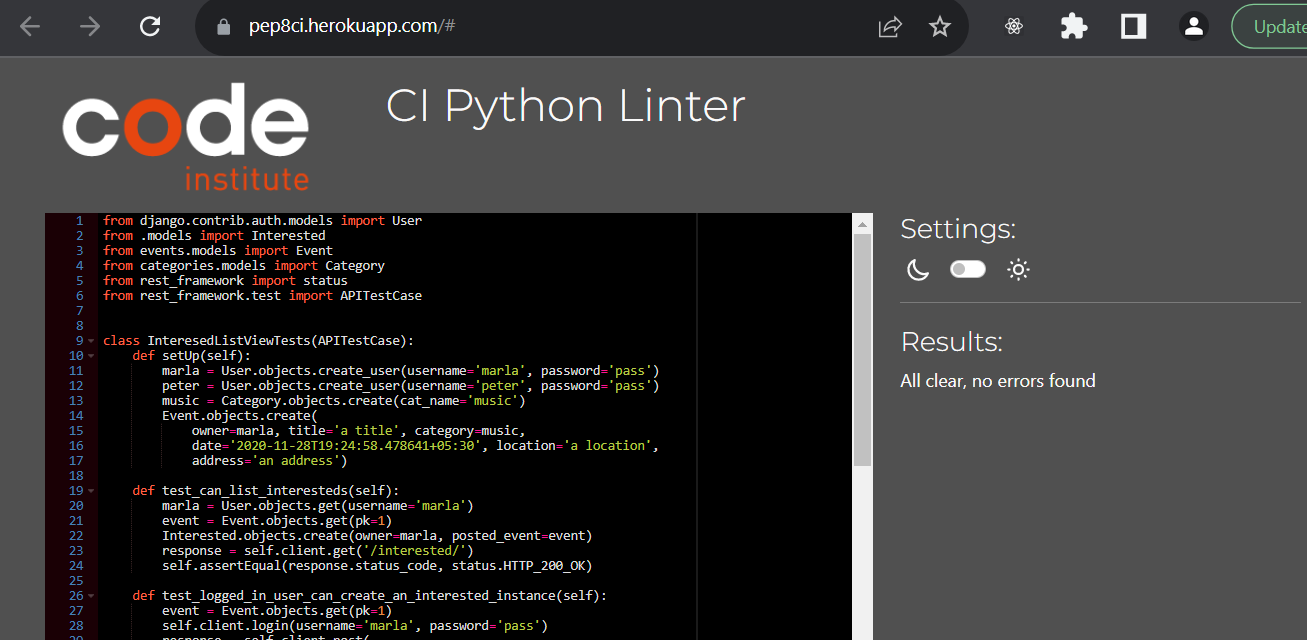 pep8ci.herokuapp.com/#
Update
code
institute
CI Python Linter
1 from django.contrib.auth.models import User
2 from .models import Interested
3 from events.models import Event
4 from categories.models import Category
5 from rest_framework import status
6 from rest_framework.test import APITestCase
7
8
9 class InteresedListViewTests(APITestCase):
10 def setUp(self):
11 marla = User.objects.create_user(username='marla', password='pass')
12 peter = User.objects.create_user(username='peter', password='pass')
13 music = Category.objects.create(cat_name='music')
14 Event.objects.create(
15 owner=marla, title='a title', category=music,
16 date='2020-11-28T19:24:58.478641+05:30', location='a location',
17 address='an address')
18
19 def test_can_list_interesteds(self):
20 marla = User.objects.get(username='marla')
21 event = Event.objects.get(pk=1)
22 Interested.objects.create(owner=marla, posted_event=event)
23 response = self.client.get('/interested/')
24 self.assertEqual(response.status_code, status.HTTP_200_OK)
25
26 def test_logged_in_user_can_create_an_interested_instance(self):
27 event = Event.objects.get(pk=1)
28 self.client.login(username='marla', password='pass')
29 response = self.client.post(
Settings:
Results:
All clear, no errors found